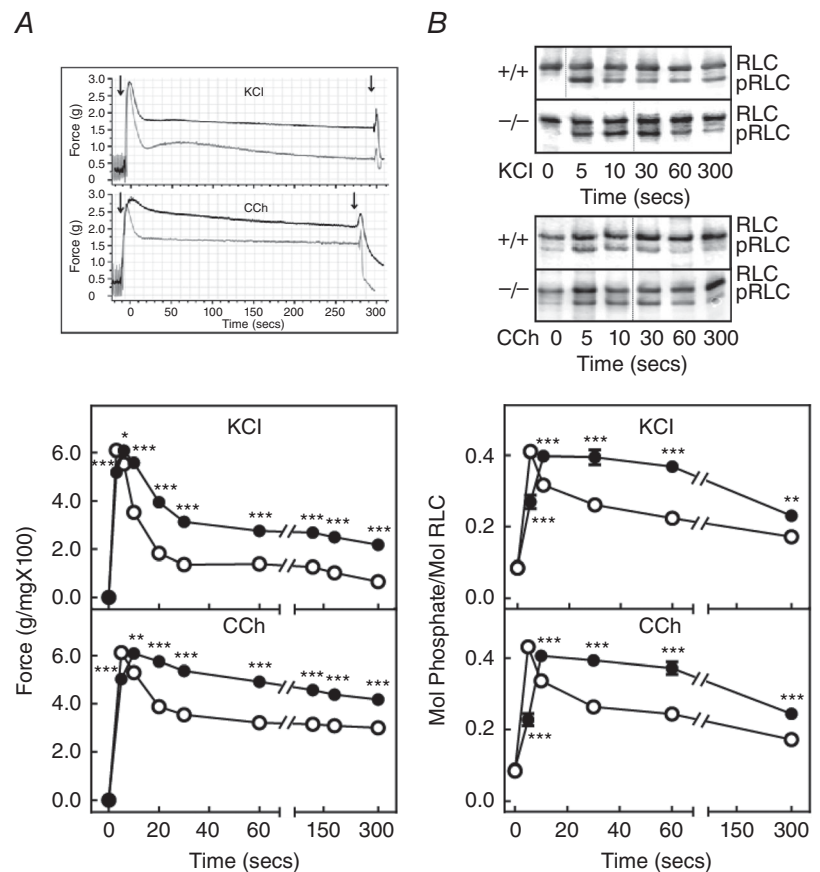 A
KCl
Force (g)
3.0
2.5
2.0
1.5
1.0
0.5
0
CCh
Force (g)
3.0
2.5
2.0
1.5
1.0
0.5
0
0 50 100 150 200 250 300
Time (secs)
KCl
6.0
4.0
2.0
0.0
*** * *** *** *** *** *** *** ***
CCh
6.0
4.0
2.0
0.0
*** ** *** *** *** *** *** ***
Force (g/mgX100)
0 20 40 60 150 300
Time (secs)
B
+/+ RLC
pRLC
−/− RLC
pRLC
KCl 0 5 10 30 60 300
Time (secs)
+/+ RLC
pRLC
−/− RLC
pRLC
CCh 0 5 10 30 60 300
Time (secs)
KCl
0.4
0.2
0.0
*** *** *** *** **
CCh
0.4
0.2
0.0
*** *** *** *** ***
Mol Phosphate/Mol RLC
0 20 40 60 150 300
Time (secs)